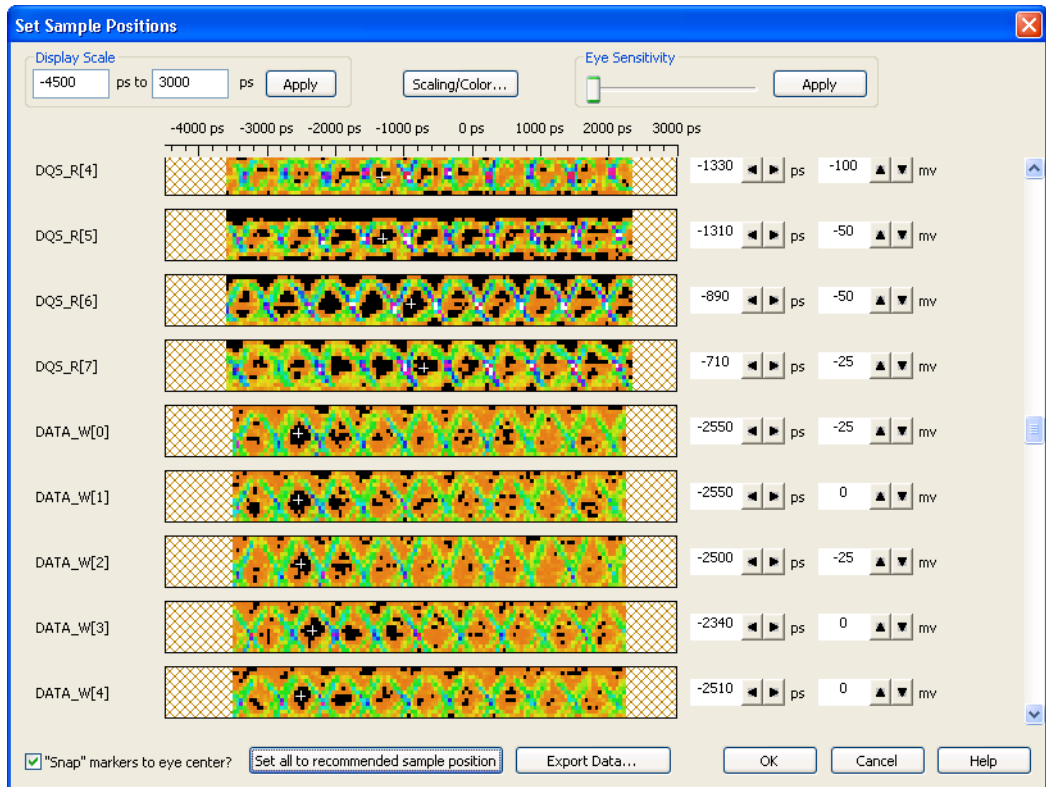 Set Sample Positions
Display Scale
Eye Sensitivity
-4500 ps to 3000 ps Apply Scaling/Color... Apply
-4000 ps -3000 ps -2000 ps -1000 ps 0 ps 1000 ps 2000 ps 3000 ps
DQS_R[4] -1330 ps -100 mv
DQS_R[5] -1310 ps -50 mv
DQS_R[6] -890 ps -50 mv
DQS_R[7] -710 ps -25 mv
DATA_W[0] -2550 ps -25 mv
DATA_W[1] -2550 ps 0 mv
DATA_W[2] -2500 ps -25 mv
DATA_W[3] -2340 ps 0 mv
DATA_W[4] -2510 ps 0 mv
"Snap" markers to eye center? Set all to recommended sample position Export Data... OK Cancel Help